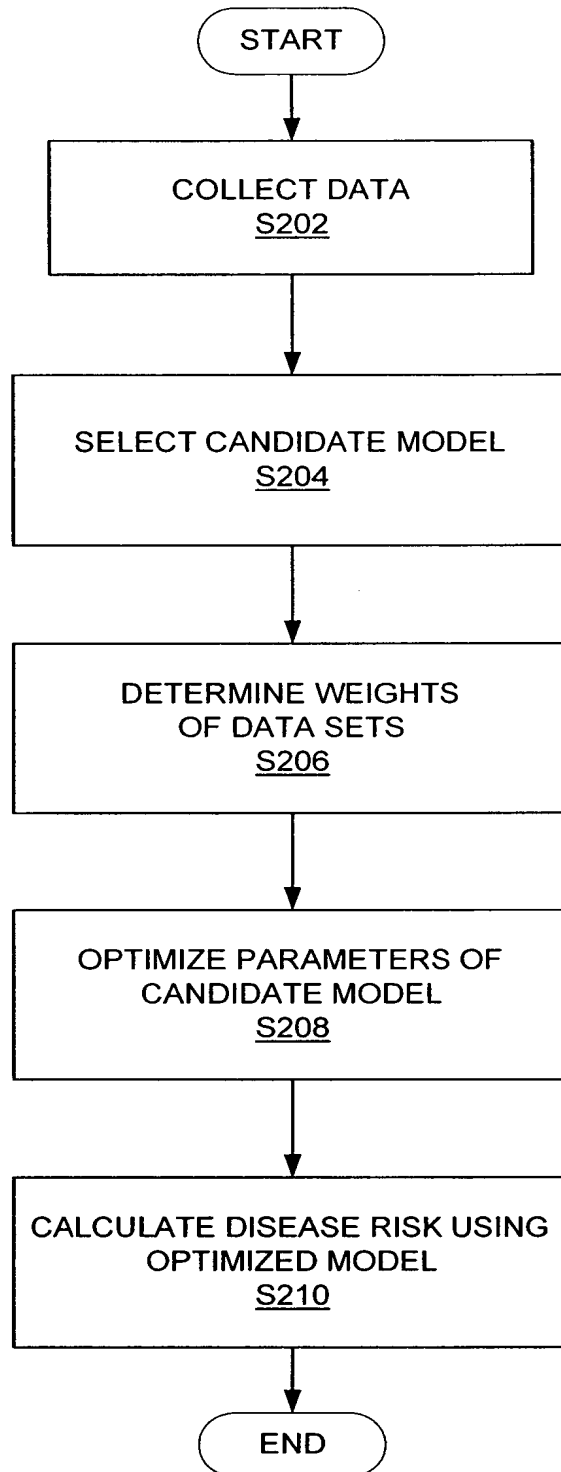 START
COLLECT DATA
S202
SELECT CANDIDATE MODEL
S204
DETERMINE WEIGHTS
OF DATA SETS
S206
OPTIMIZE PARAMETERS OF
CANDIDATE MODEL
S208
CALCULATE DISEASE RISK USING
OPTIMIZED MODEL
S210
END